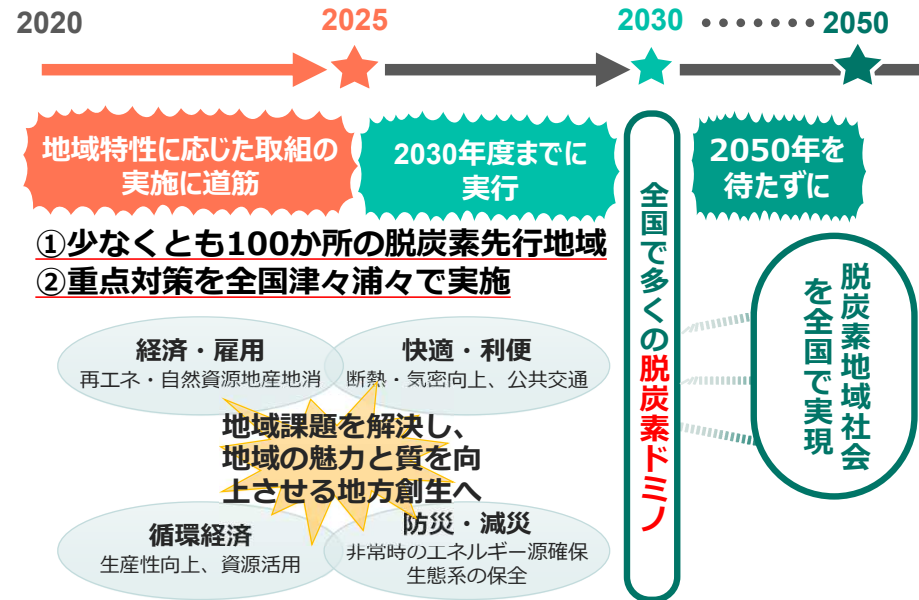 2020
2025
2030
2050
地域特性に応じた取組の
実施に道筋
2030年度までに
実行
2050年を
待たずに
①少なくとも100か所の脱炭素先行地域
②重点対策を全国津々浦々で実施
経済・雇用
再エネ・自然資源地産地消
快適・利便
断熱・気密向上、公共交通
地域課題を解決し、
地域の魅力と質を向
上させる地方創生へ
循環経済
生産性向上、資源活用
防災・減災
非常時のエネルギー源確保
生態系の保全
全国で多くの脱炭素ドミノ
脱炭素地域社会
を全国で実現